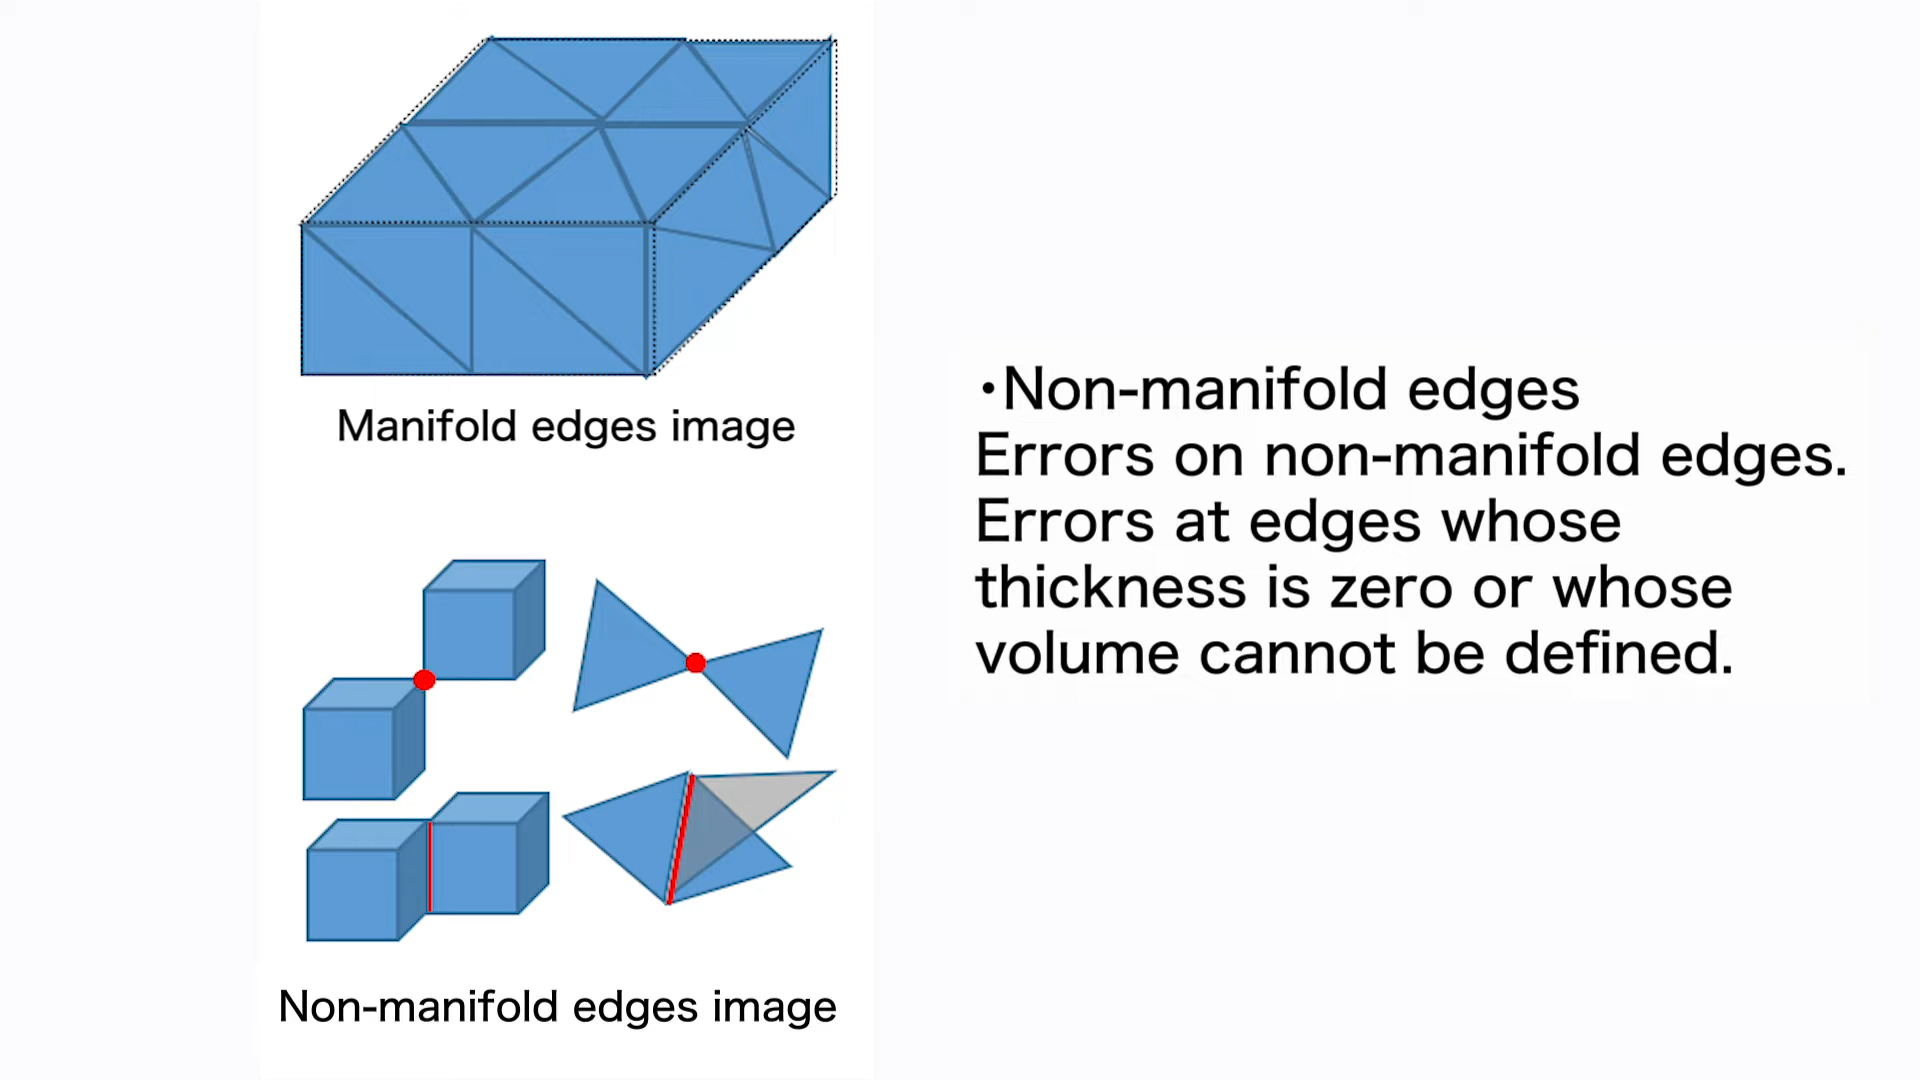 Manifold edges image
Non-manifold edges image
・Non-manifold edges
Errors on non-manifold edges.
Errors at edges whose
thickness is zero or whose
volume cannot be defined.